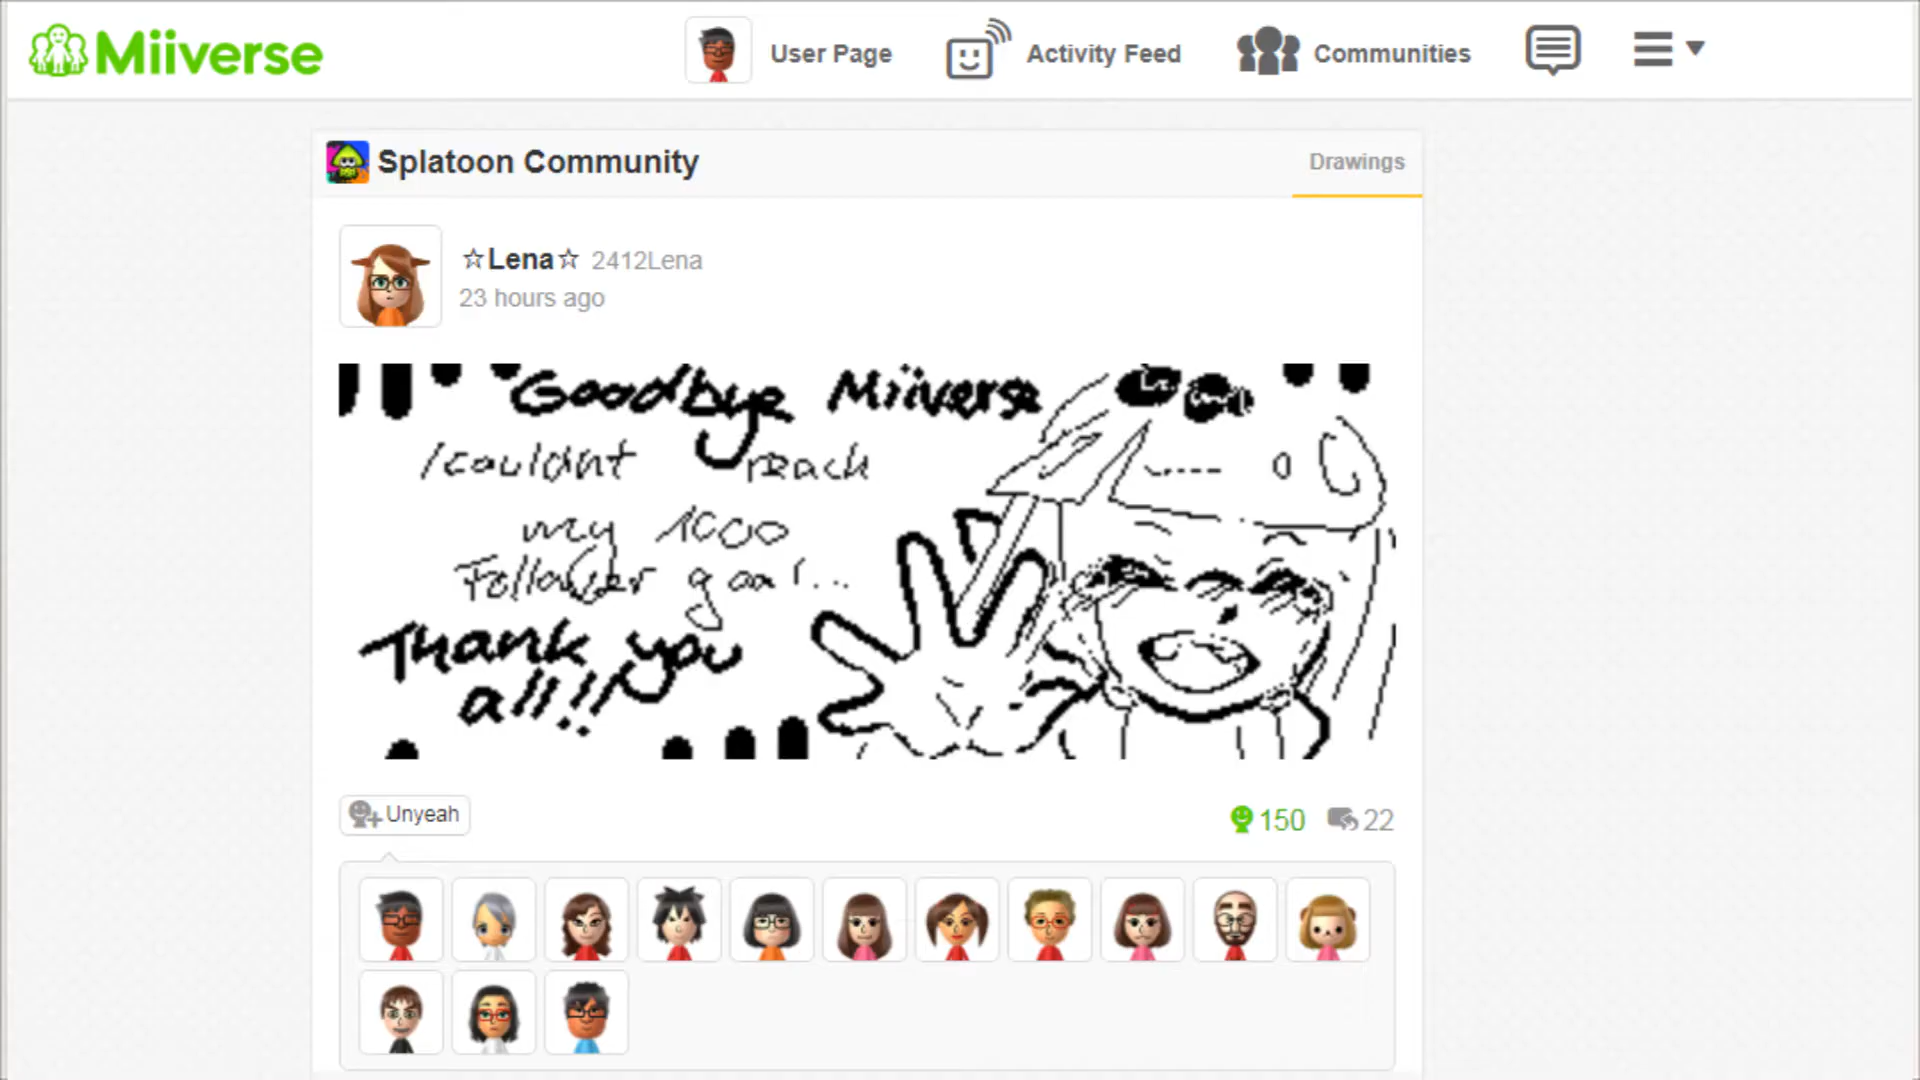 Miiverse
User Page
Activity Feed
Communities
Splatoon Community
Drawings
☆Lena☆ 2412Lena
23 hours ago
Goodbye Miiverse
I couldnt reach
my 1000
Follower goal...
Thank you
all!!
Unyeah
150
22